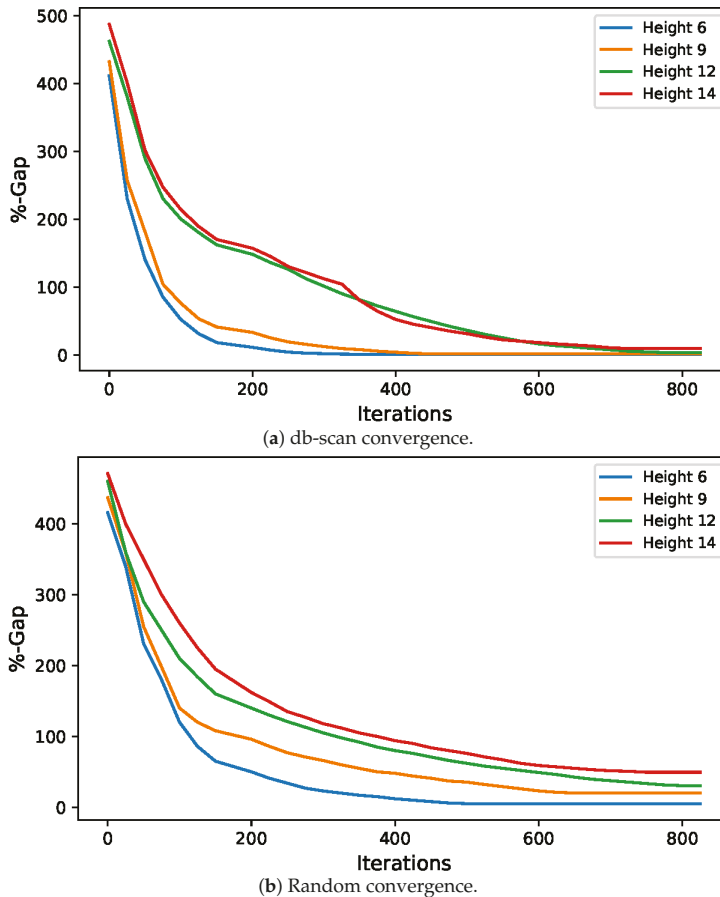 500
400
300
200
100
0
%-Gap
Height 6
Height 9
Height 12
Height 14
0 200 400 600 800
Iterations
(a) db-scan convergence.
400
300
200
100
0
%-Gap
Height 6
Height 9
Height 12
Height 14
0 200 400 600 800
Iterations
(b) Random convergence.